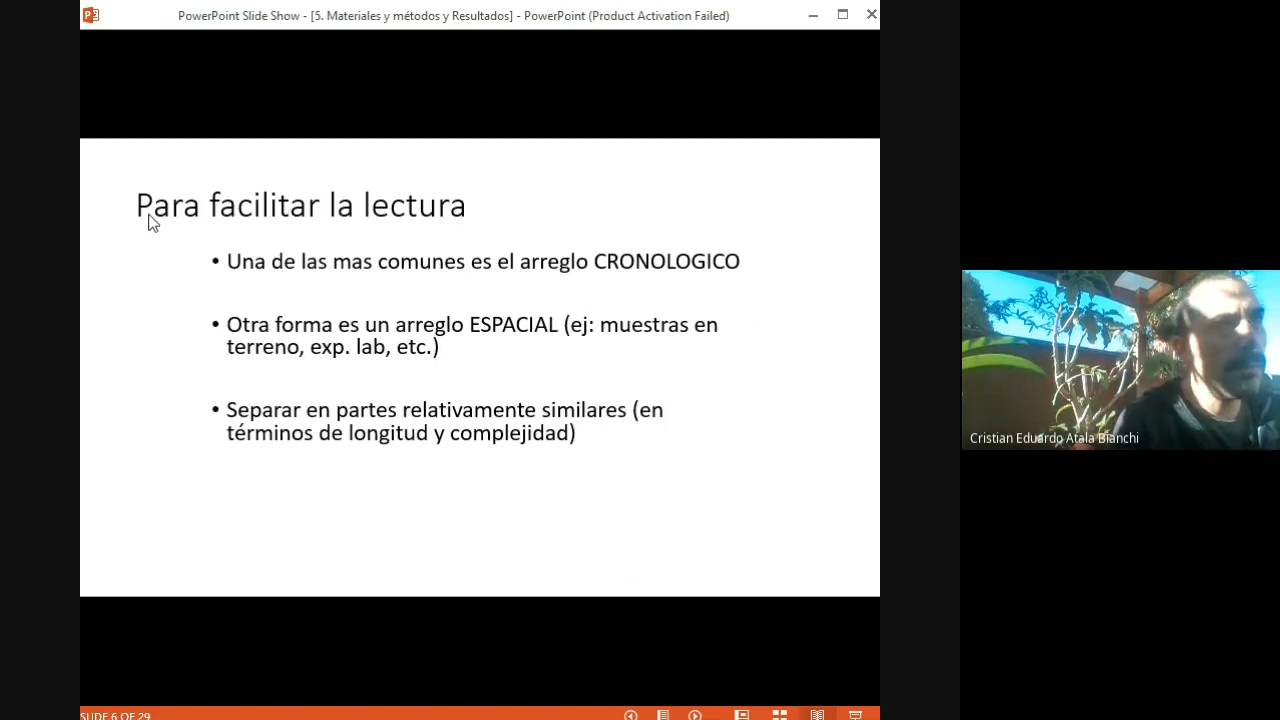 PowerPoint Slide Show - [5. Materiales y métodos y Resultados] - PowerPoint (Product Activation Failed)
Para facilitar la lectura
• Una de las mas comunes es el arreglo CRONOLOGICO
• Otra forma es un arreglo ESPACIAL (ej: muestras en
terreno, exp. lab, etc.)
• Separar en partes relativamente similares (en
términos de longitud y complejidad)
Cristian Eduardo Atala Bianchi
SLIDE 6 OF 29